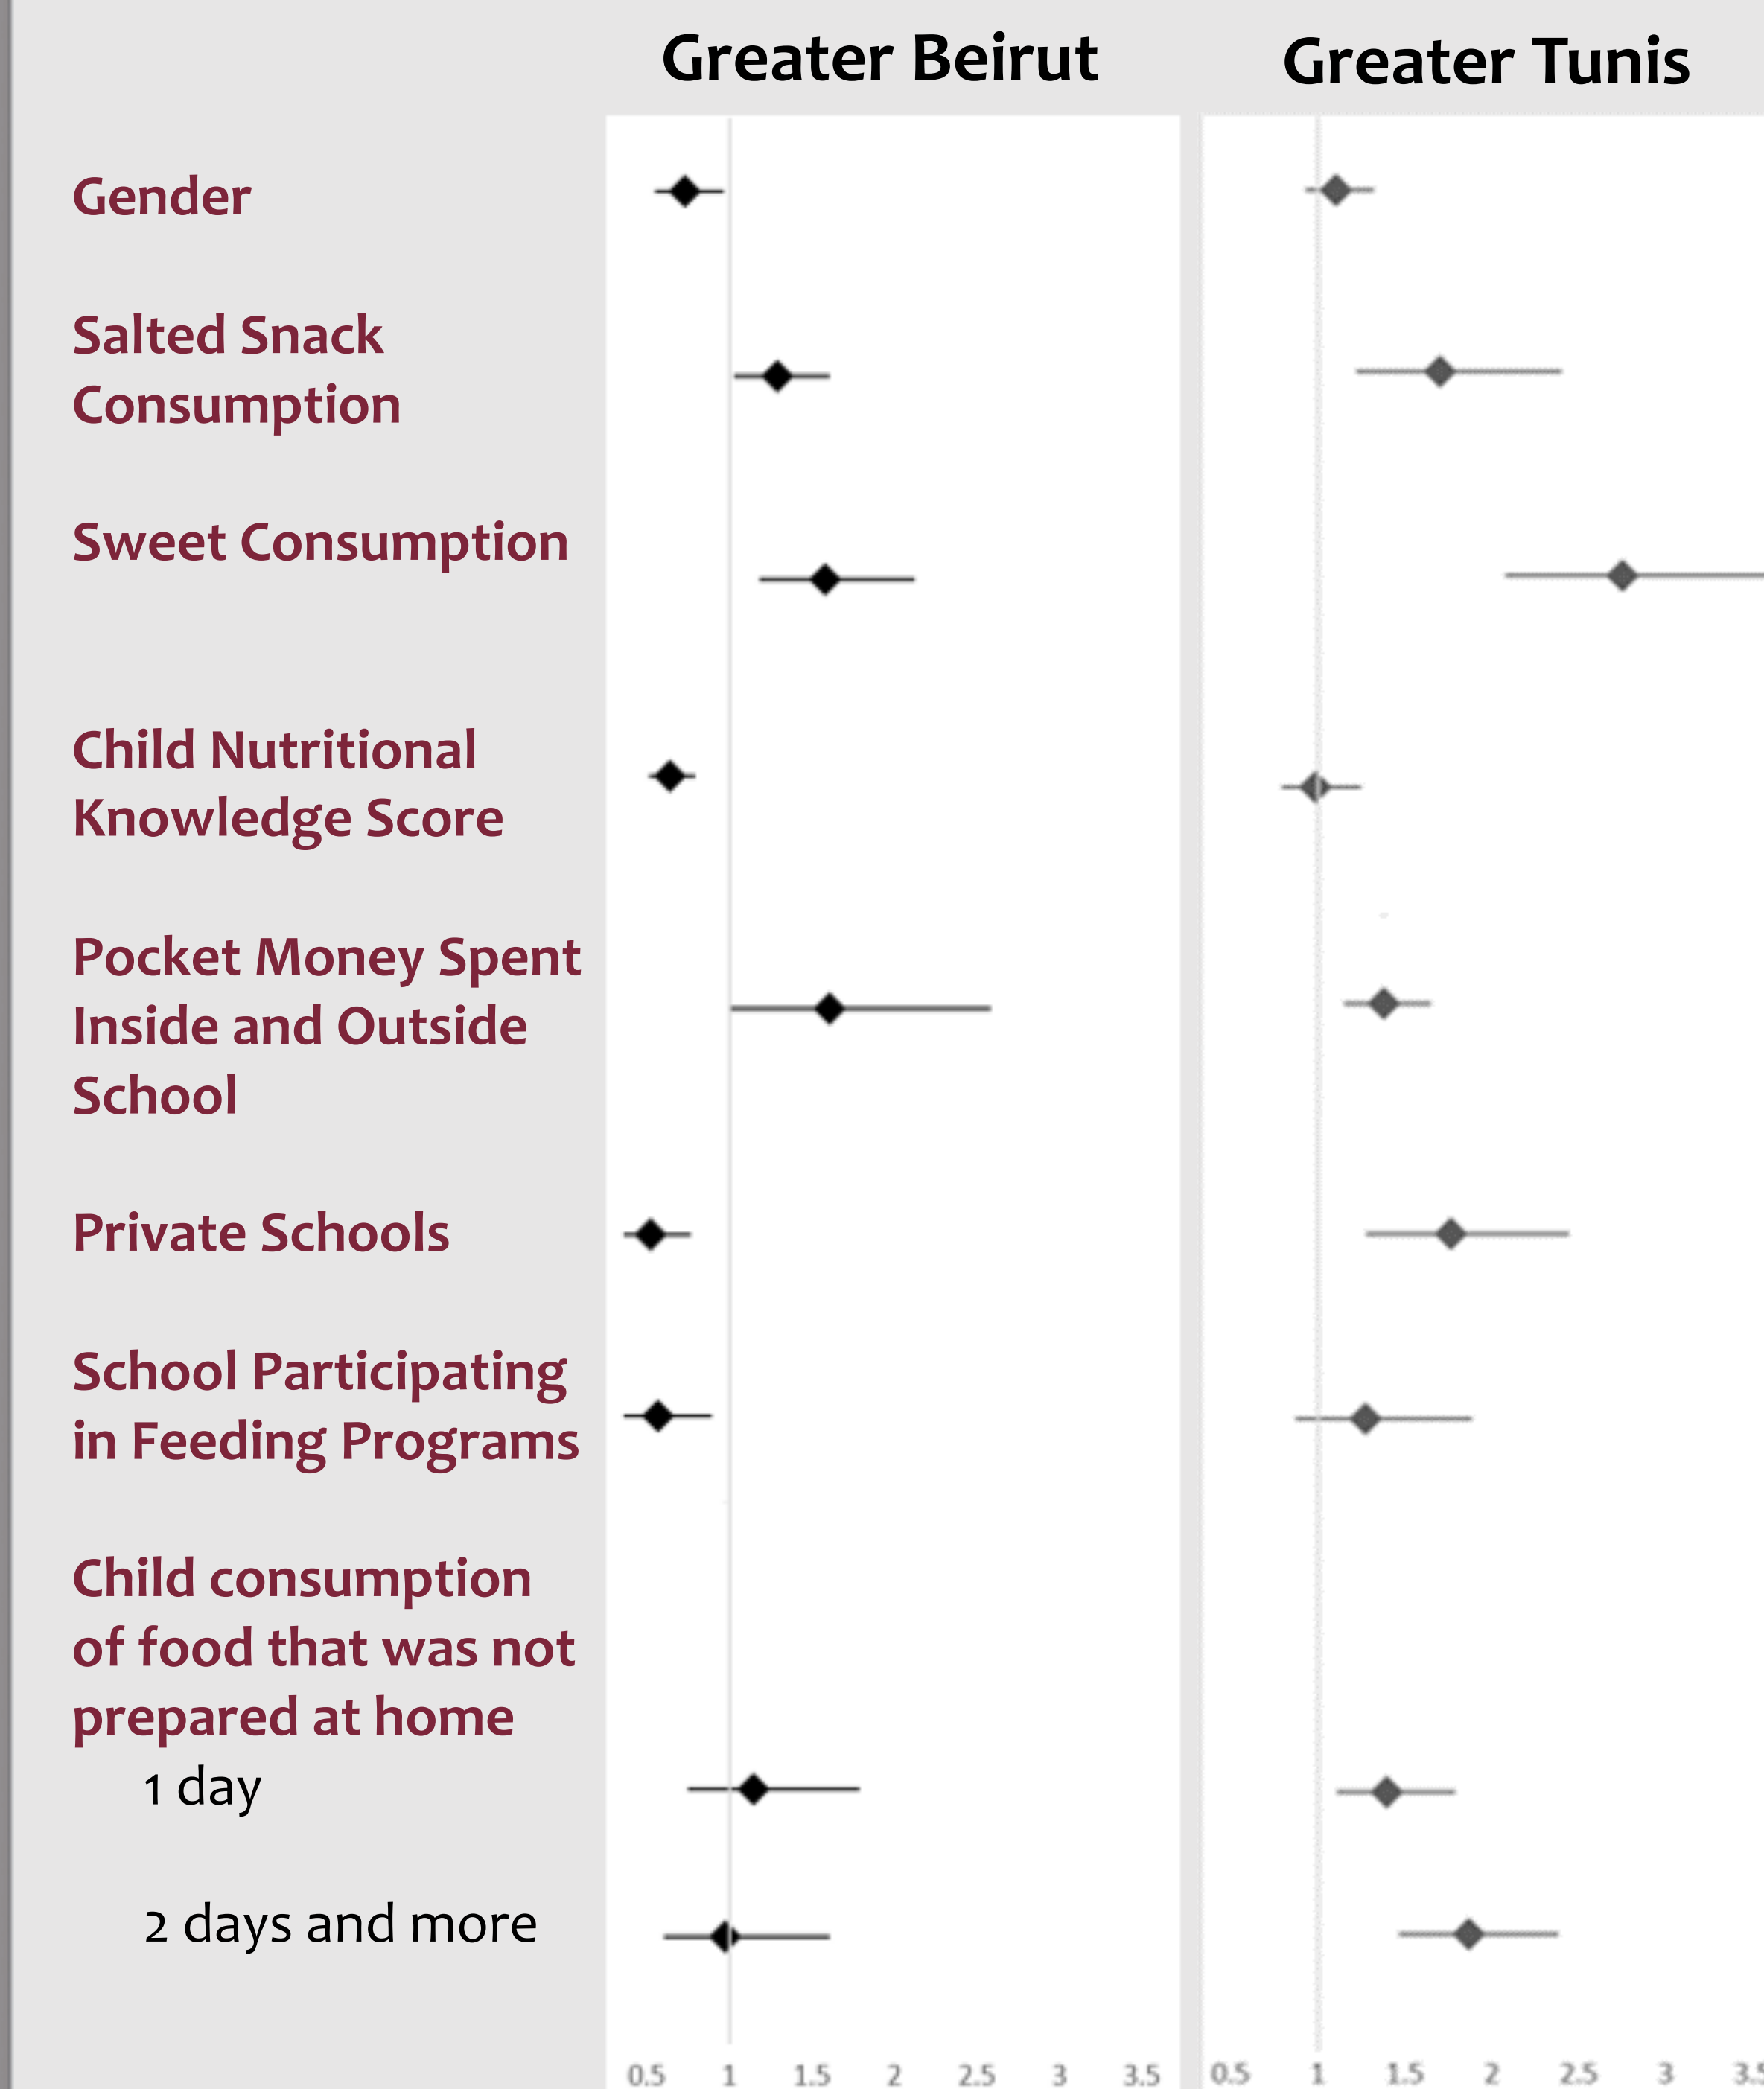 Greater Beirut
Greater Tunis
Gender
Salted Snack
Consumption
Sweet Consumption
Child Nutritional
Knowledge Score
Pocket Money Spent
Inside and Outside
School
Private Schools
School Participating
in Feeding Programs
Child consumption
of food that was not
prepared at home
1 day
2 days and more
0.5 1 1.5 2 2.5 3 3.5
0.5 1 1.5 2 2.5 3 3.5